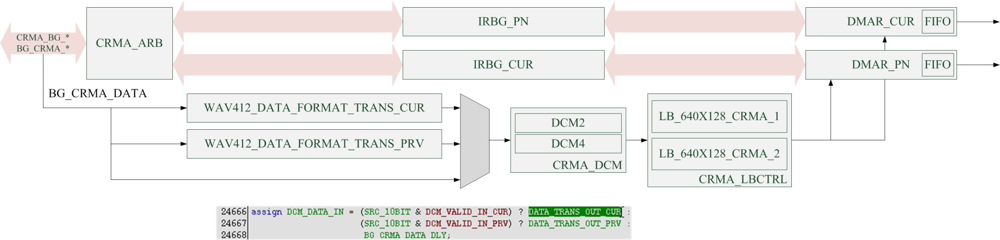 CRMA_BG_*
BG_CRMA_*
CRMA_ARB
IRBG_PN
DMAR_CUR
FIFO
IRBG_CUR
DMAR_PN
FIFO
BG_CRMA_DATA
WAV412_DATA_FORMAT_TRANS_CUR
WAV412_DATA_FORMAT_TRANS_PRV
DCM2
DCM4
CRMA_DCM
LB_640X128_CRMA_1
LB_640X128_CRMA_2
CRMA_LBCTRL
24666 assign DCM_DATA_IN = (SRC_10BIT & DCM_VALID_IN_CUR) ? DATA_TRANS_OUT_CUR :
24667 (SRC_10BIT & DCM_VALID_IN_PRV) ? DATA_TRANS_OUT_PRV :
24668 BG_CRMA_DATA_DLY;